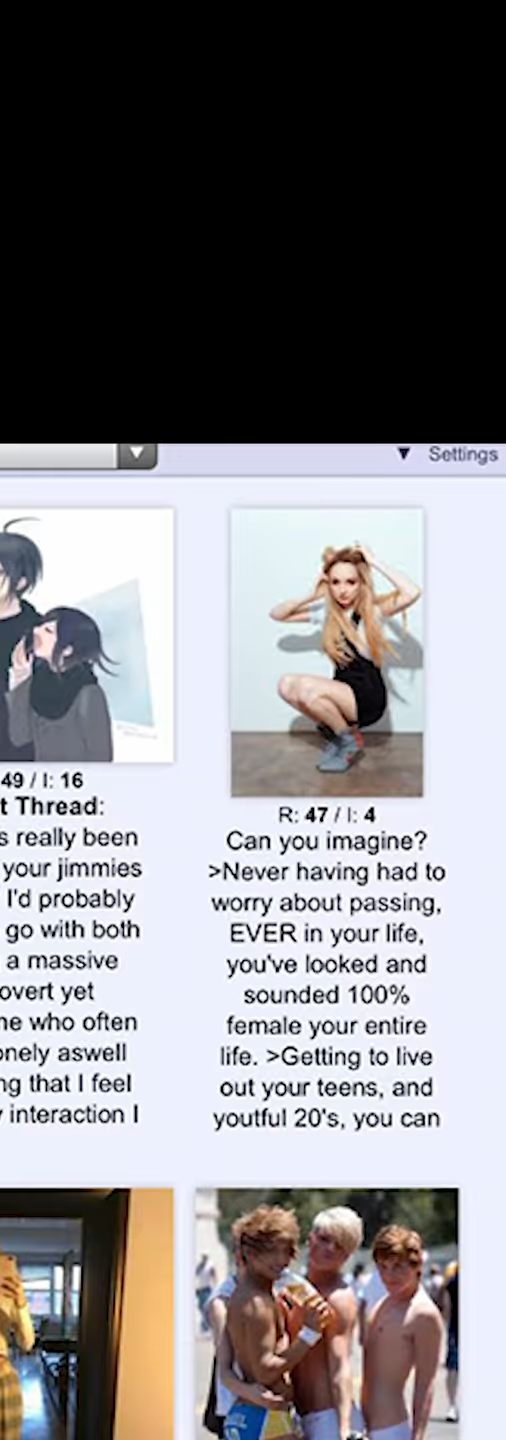 Settings
49 / I: 16
t Thread:
s really been
your jimmies
I'd probably
go with both
a massive
overt yet
ne who often
onely aswell
ng that I feel
y interaction I
R: 47 / I: 4
Can you imagine?
>Never having had to
worry about passing,
EVER in your life,
you've looked and
sounded 100%
female your entire
life. >Getting to live
out your teens, and
youtful 20's, you can